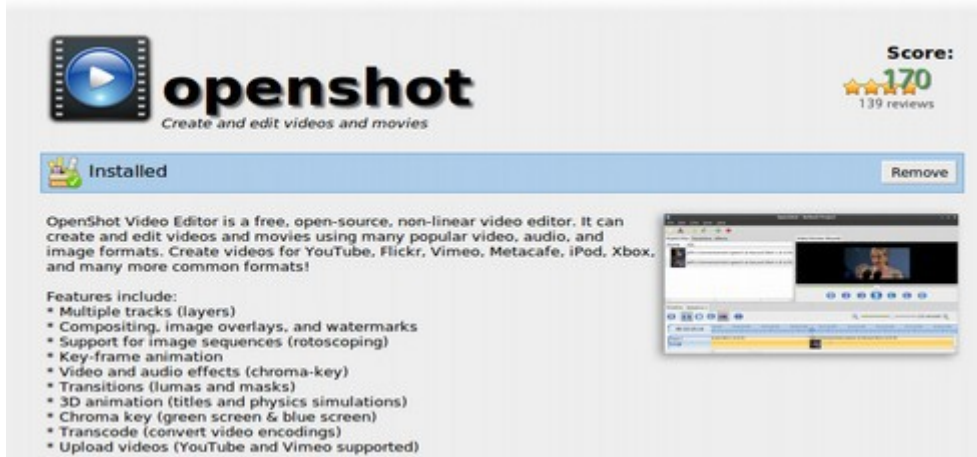 openshot
Create and edit videos and movies
Score:
170
139 reviews
Installed
Remove
OpenShot Video Editor is a free, open-source, non-linear video editor. It can
create and edit videos and movies using many popular video, audio, and
image formats. Create videos for YouTube, Flickr, Vimeo, Metacafe, iPod, Xbox,
and many more common formats!
Features include:
* Multiple tracks (layers)
* Compositing, image overlays, and watermarks
* Support for image sequences (rotoscoping)
* Key-frame animation
* Video and audio effects (chroma-key)
* Transitions (lumas and masks)
* 3D animation (titles and physics simulations)
* Chroma key (green screen & blue screen)
* Transcode (convert video encodings)
* Upload videos (YouTube and Vimeo supported)